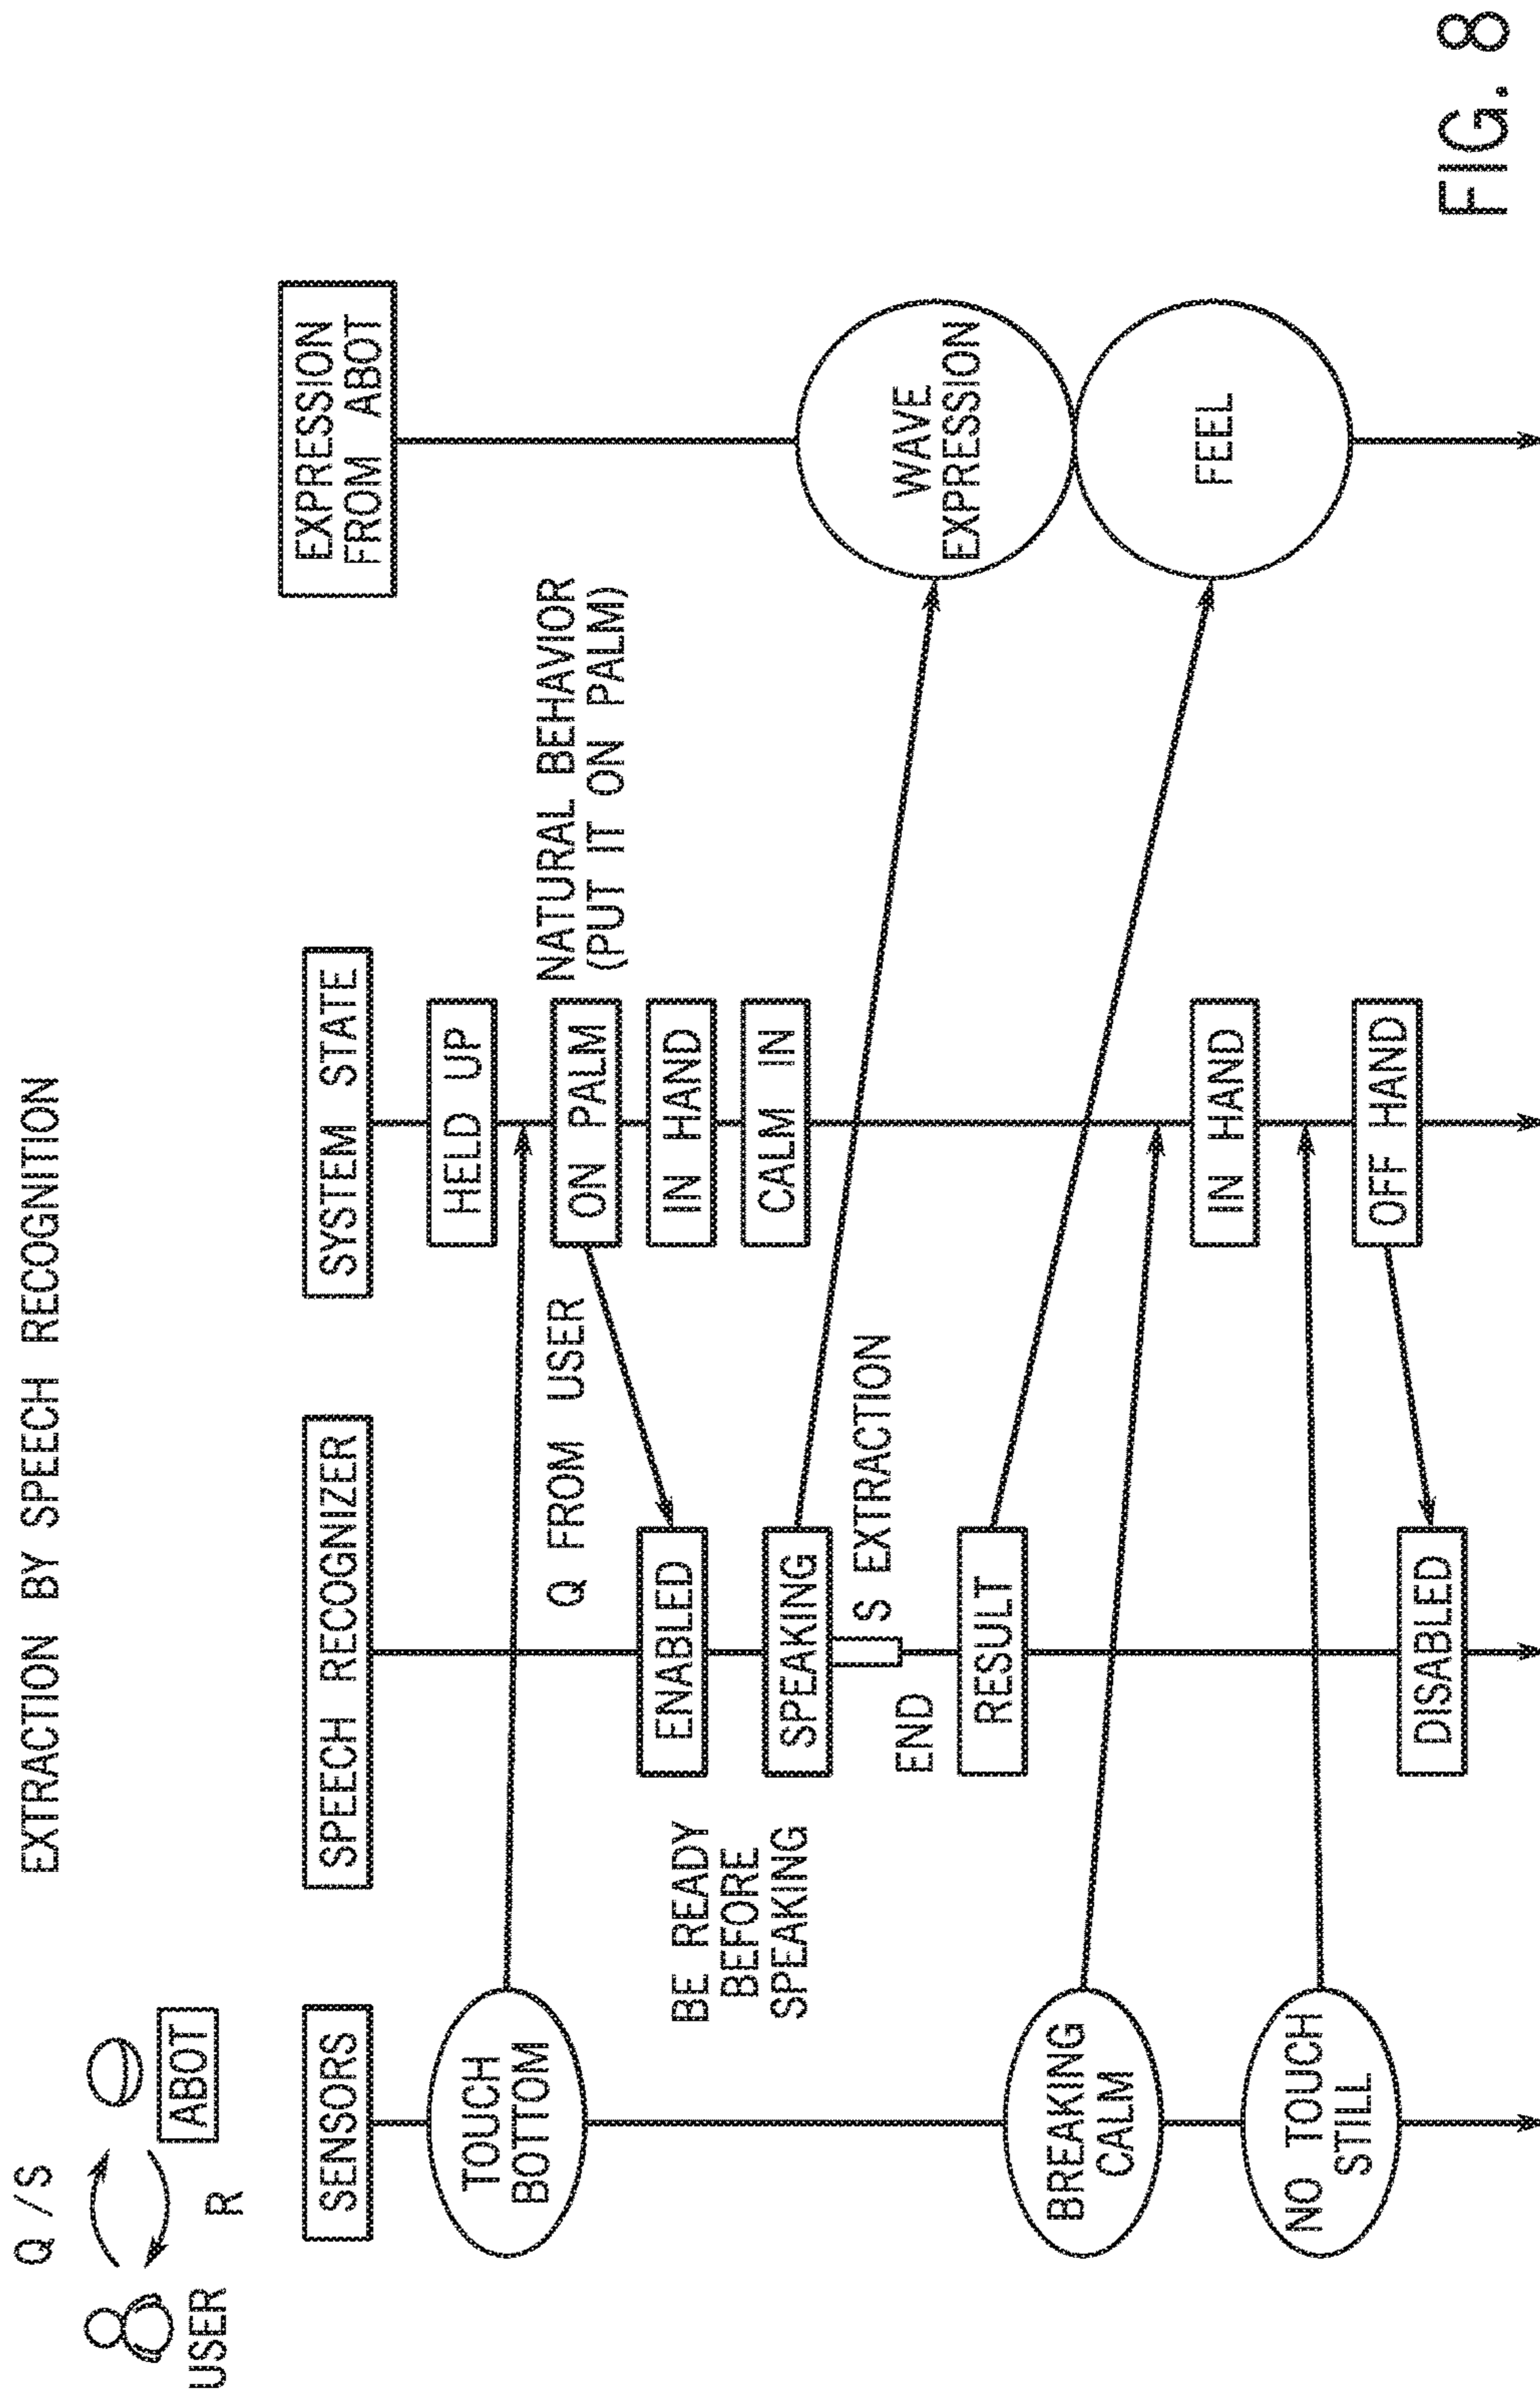 EXTRACTION BY SPEECH RECOGNITION
Q/S
USER
R
ABOT
SENSORS
SPEECH RECOGNIZER
SYSTEM STATE
EXPRESSION
FROM ABOT
TOUCH
BOTTOM
HELD UP
Q FROM USER
ON PALM
NATURAL BEHAVIOR
(PUT IT ON PALM)
BE READY
BEFORE
SPEAKING
ENABLED
IN HAND
SPEAKING
CALM IN
S EXTRACTION
END
WAVE
EXPRESSION
RESULT
BREAKING
CALM
IN HAND
FEEL
NO TOUCH
STILL
OFF HAND
DISABLED
FIG. 8